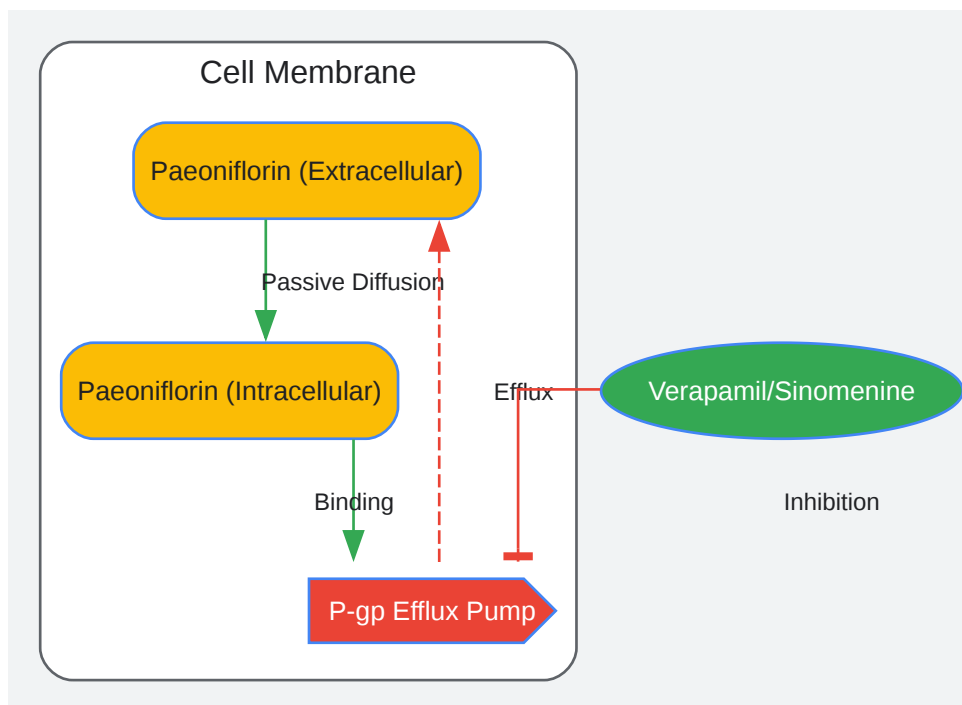 Cell Membrane
Paeoniflorin (Extracellular)
Passive Diffusion
Paeoniflorin (Intracellular)
Efflux
Verapamil/Sinomenine
Binding
Inhibition
P-gp Efflux Pump